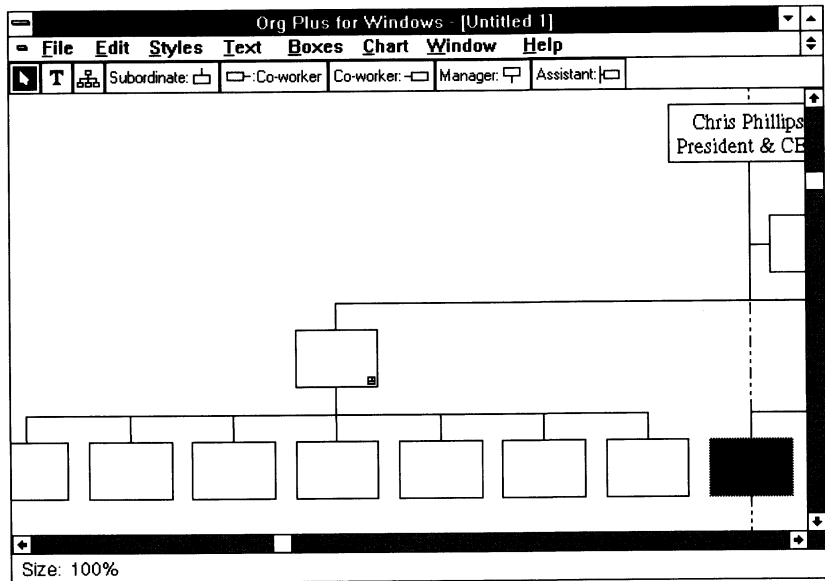 Org Plus for Windows - [Untitled 1]
File Edit Styles Text Boxes Chart Window Help
T Subordinate: :Co-worker Co-worker: Manager: Assistant:
Chris Phillips
President & CE
Size: 100%